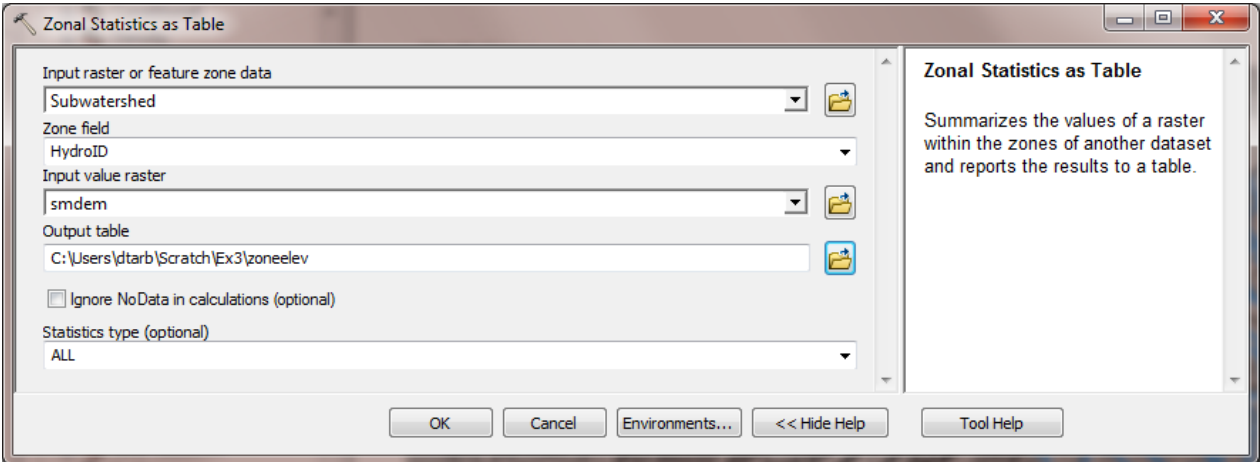 Zonal Statistics as Table
Input raster or feature zone data
Subwatershed
Zone field
HydroID
Input value raster
smdem
Output table
C:\Users\dtarb\Scratch\Ex3\zoneelev
Ignore NoData in calculations (optional)
Statistics type (optional)
ALL
Zonal Statistics as Table
Summarizes the values of a raster
within the zones of another dataset
and reports the results to a table.
OK
Cancel
Environments...
<< Hide Help
Tool Help